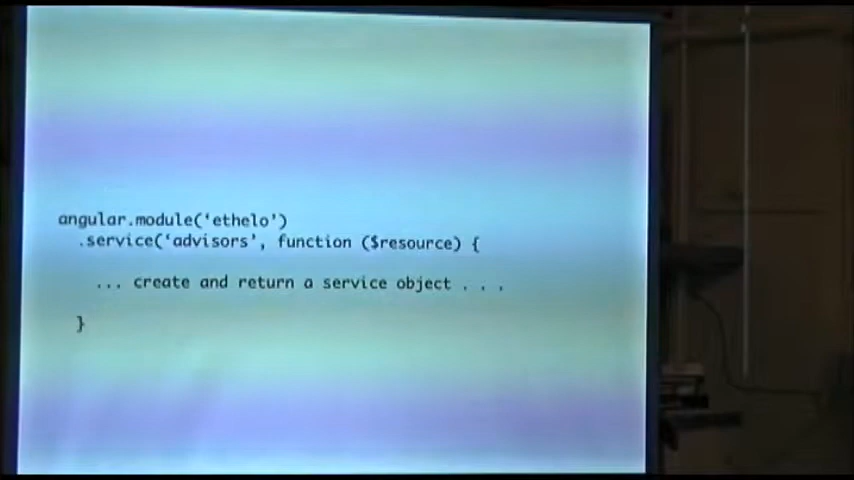 angular.module(‘ethelo’)
.service(‘advisors’, function ($resource) {
... create and return a service object . . .
}